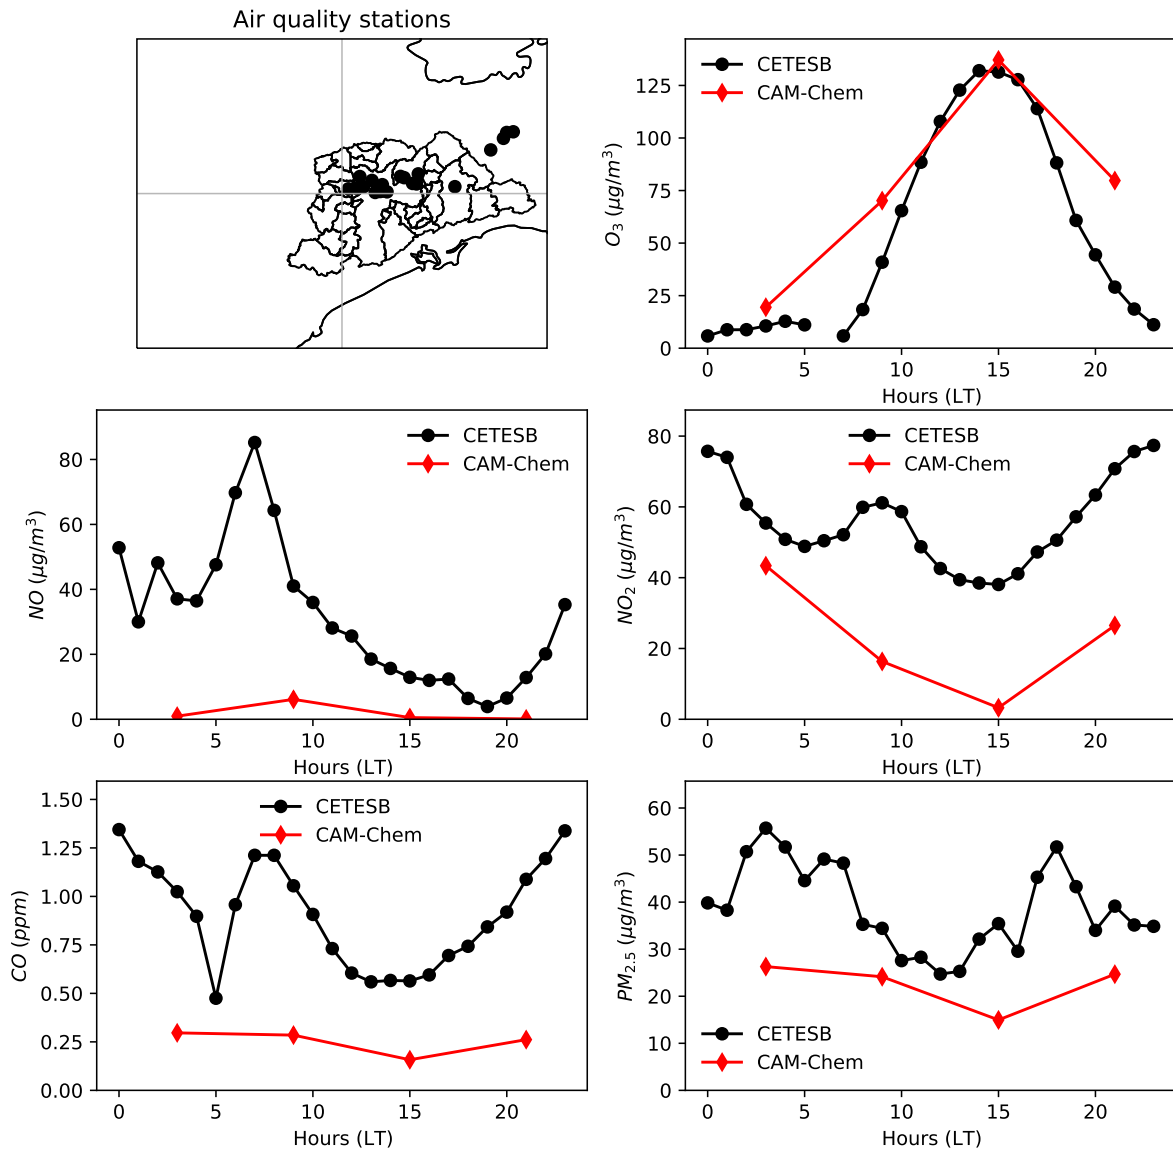 Air quality stations
CETESB
CAM-Chem
O3 (μg/m3)
125
100
75
50
25
0
0 5 10 15 20
Hours (LT)
CETESB
CAM-Chem
NO (μg/m3)
80
60
40
20
0
0 5 10 15 20
Hours (LT)
CETESB
CAM-Chem
NO2 (μg/m3)
80
60
40
20
0
0 5 10 15 20
Hours (LT)
CETESB
CAM-Chem
CO (ppm)
1.50
1.25
1.00
0.75
0.50
0.25
0.00
0 5 10 15 20
Hours (LT)
PM2.5 (μg/m3)
60
50
40
30
20
10
0
CETESB
CAM-Chem
0 5 10 15 20
Hours (LT)